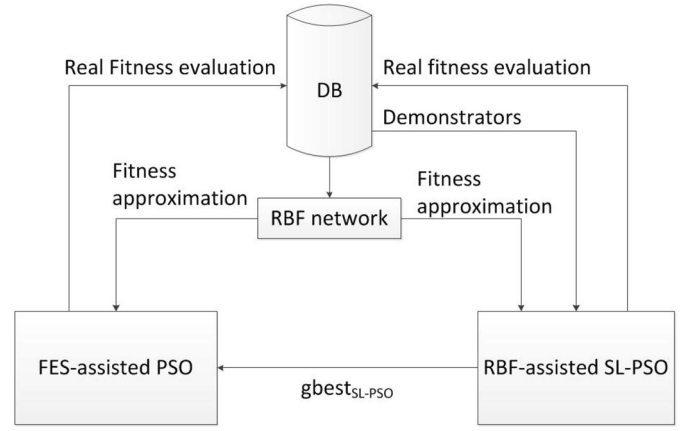 Real Fitness evaluation
DB
Real fitness evaluation
Demonstrators
Fitness
approximation
RBF network
Fitness
approximation
FES-assisted PSO
RBF-assisted SL-PSO
gbestSL-PSO